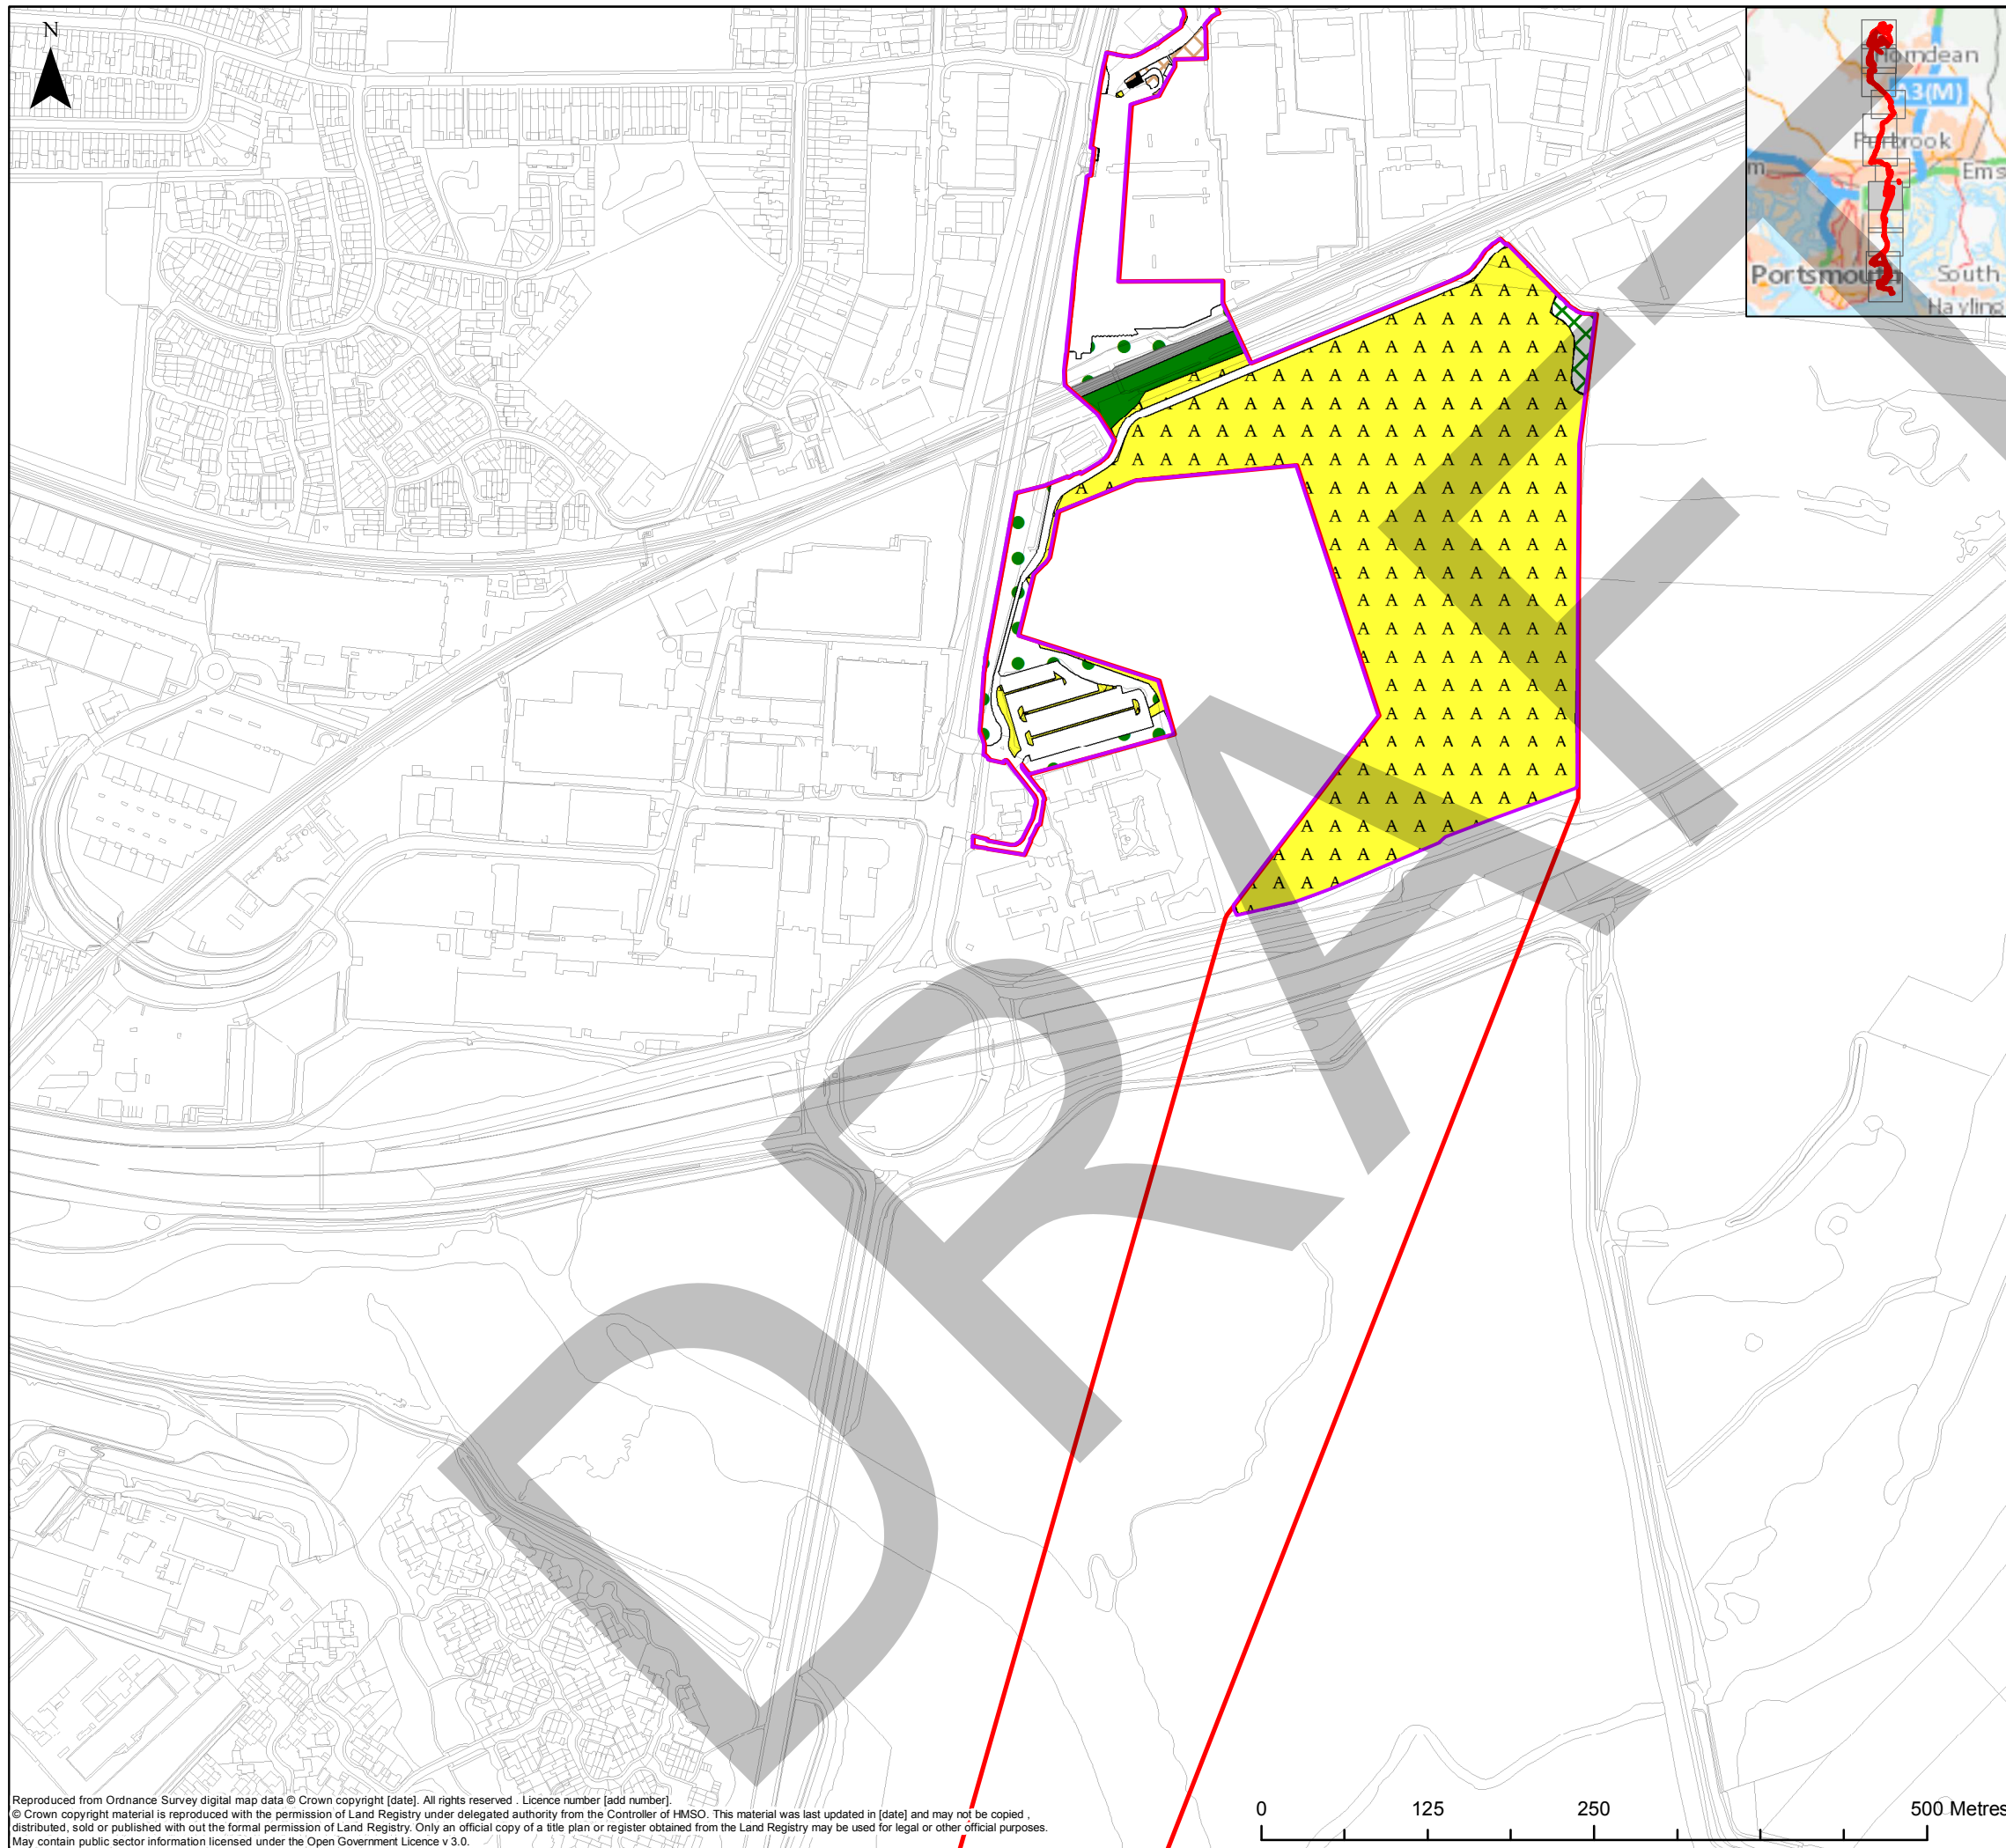 N
Horndean
A3(M)
Purbrook
m
Ems
Portsmouth
South
Hayling
DRAFT
Reproduced from Ordnance Survey digital map data © Crown copyright [date]. All rights reserved . Licence number [add number].
© Crown copyright material is reproduced with the permission of Land Registry under delegated authority from the Controller of HMSO. This material was last updated in [date] and may not be copied ,
distributed, sold or published with out the formal permission of Land Registry. Only an official copy of a title plan or register obtained from the Land Registry may be used for legal or other official purposes.
May contain public sector information licensed under the Open Government Licence v 3.0.
0 125 250 500 Metres